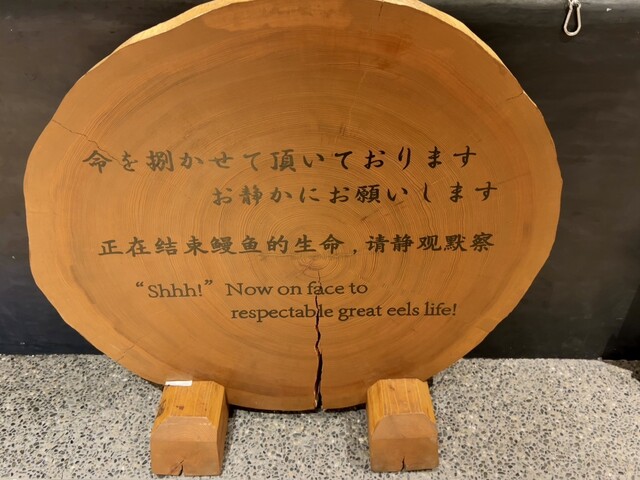 命を捌かせて頂いております
お静かにお願いします
正在结束鳗鱼的生命，请静观默察
“Shhh!” Now on face to
respectable great eels life!